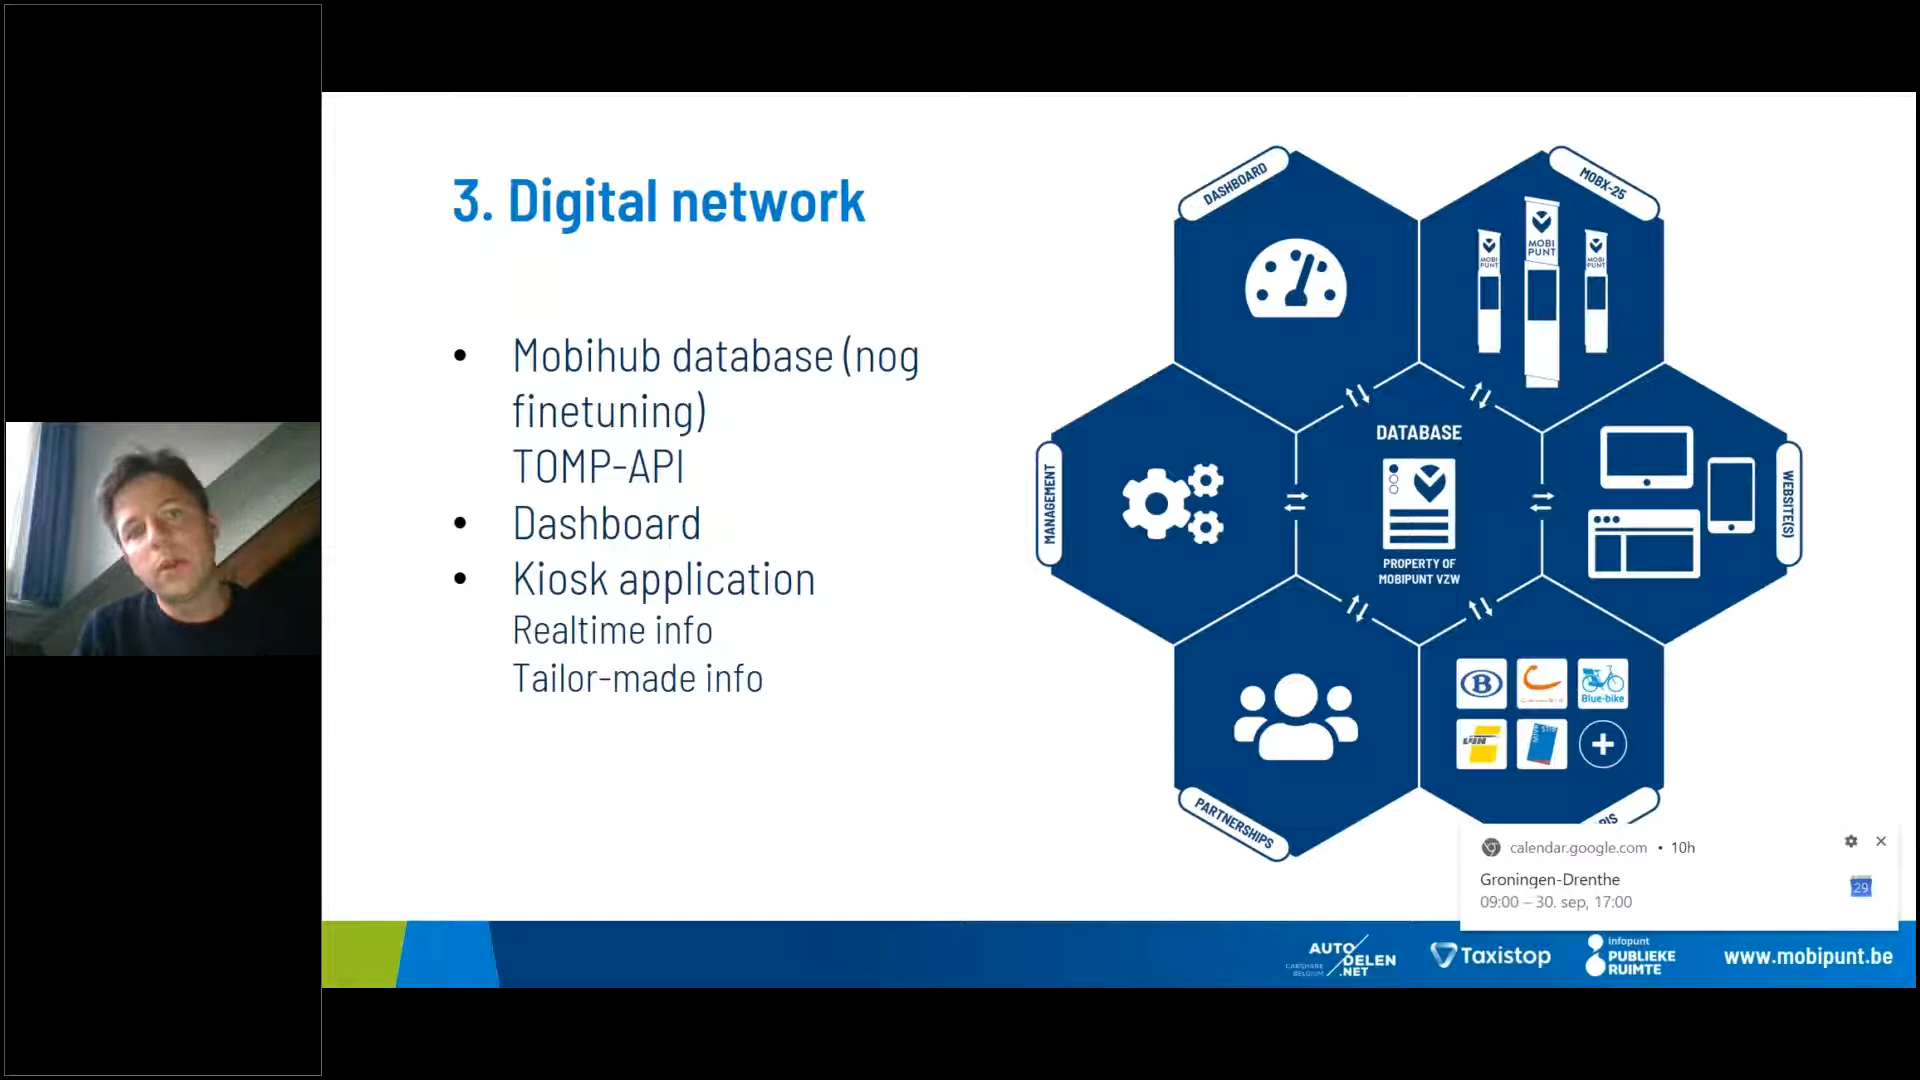 3. Digital network
• Mobihub database (nog
finetuning)
TOMP-API
• Dashboard
• Kiosk application
Realtime info
Tailor-made info
DASHBOARD
MOBX-25
MOBI
PUNT
MOBI
PUNT
MOBI
PUNT
MANAGEMENT
DATABASE
PROPERTY OF
MOBIPUNT VZW
WEBSITE(S)
PARTNERSHIPS
B
Blue-bike
calendar.google.com • 10h
Groningen-Drenthe
09:00 – 30. sep, 17:00
29
AUTO
DELEN
.NET
CARSHARE
BELGIUM
Taxistop
Infopunt
PUBLIEKE
RUIMTE
www.mobipunt.be